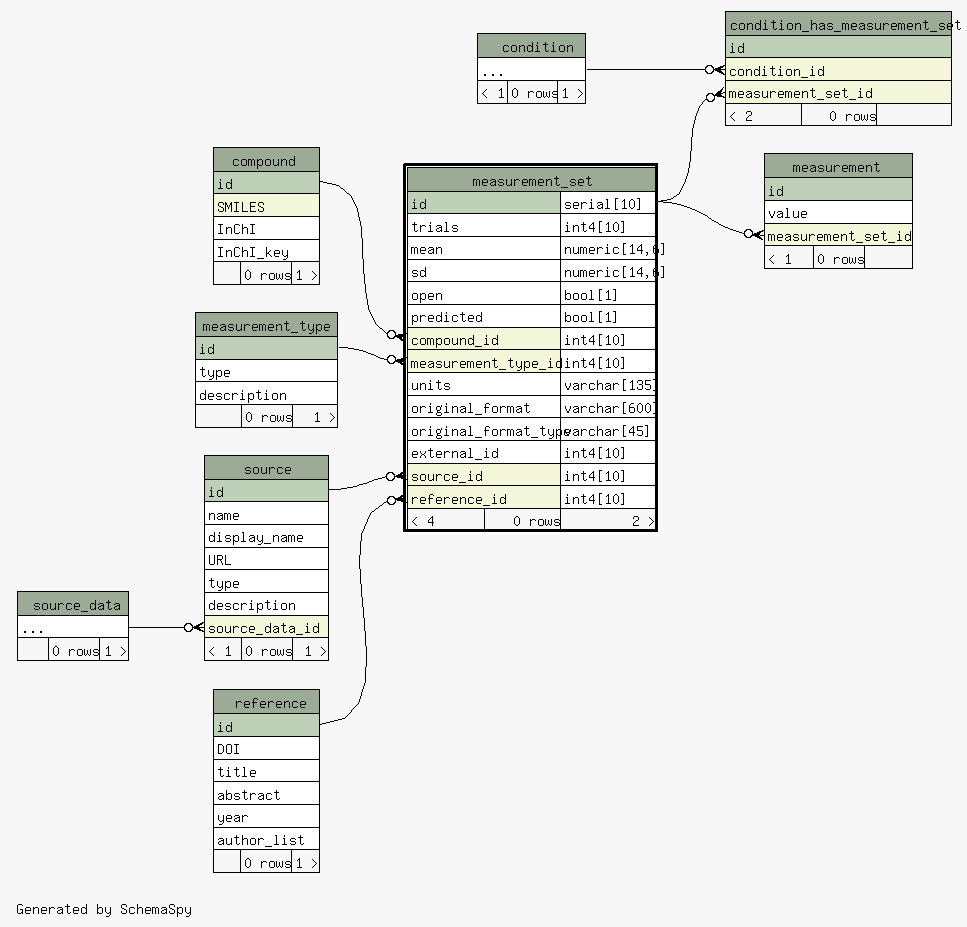 condition
...
< 1 0 rows 1 >
condition_has_measurement_set
id
condition_id
measurement_set_id
< 2 0 rows
compound
id
SMILES
InChI
InChI_key
0 rows 1 >
measurement_set
id serial[10]
trials int4[10]
mean numeric[14,6]
sd numeric[14,6]
open bool[1]
predicted bool[1]
compound_id int4[10]
measurement_type_id int4[10]
units varchar[135]
original_format varchar[600]
original_format_type varchar[45]
external_id int4[10]
source_id int4[10]
reference_id int4[10]
< 4 0 rows 2 >
measurement
id
value
measurement_set_id
< 1 0 rows
measurement_type
id
type
description
0 rows 1 >
source
id
name
display_name
URL
type
description
source_data_id
< 1 0 rows 1 >
source_data
...
0 rows 1 >
reference
id
DOI
title
abstract
year
author_list
0 rows 1 >
Generated by SchemaSpy